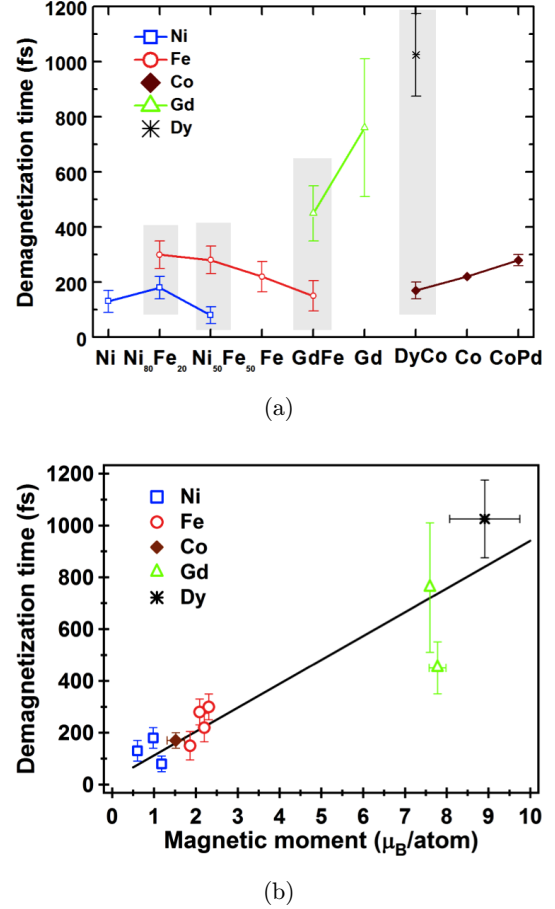 1200
1000
800
600
400
200
0
Demagnetization time (fs)
Ni
Fe
Co
Gd
Dy
Ni Ni₈₀Fe₂₀ Ni₅₀Fe₅₀ Fe GdFe Gd DyCo Co CoPd
(a)
1200
1000
800
600
400
200
0
Demagnetization time (fs)
Ni
Fe
Co
Gd
Dy
0 1 2 3 4 5 6 7 8 9 10
Magnetic moment (μ_B/atom)
(b)